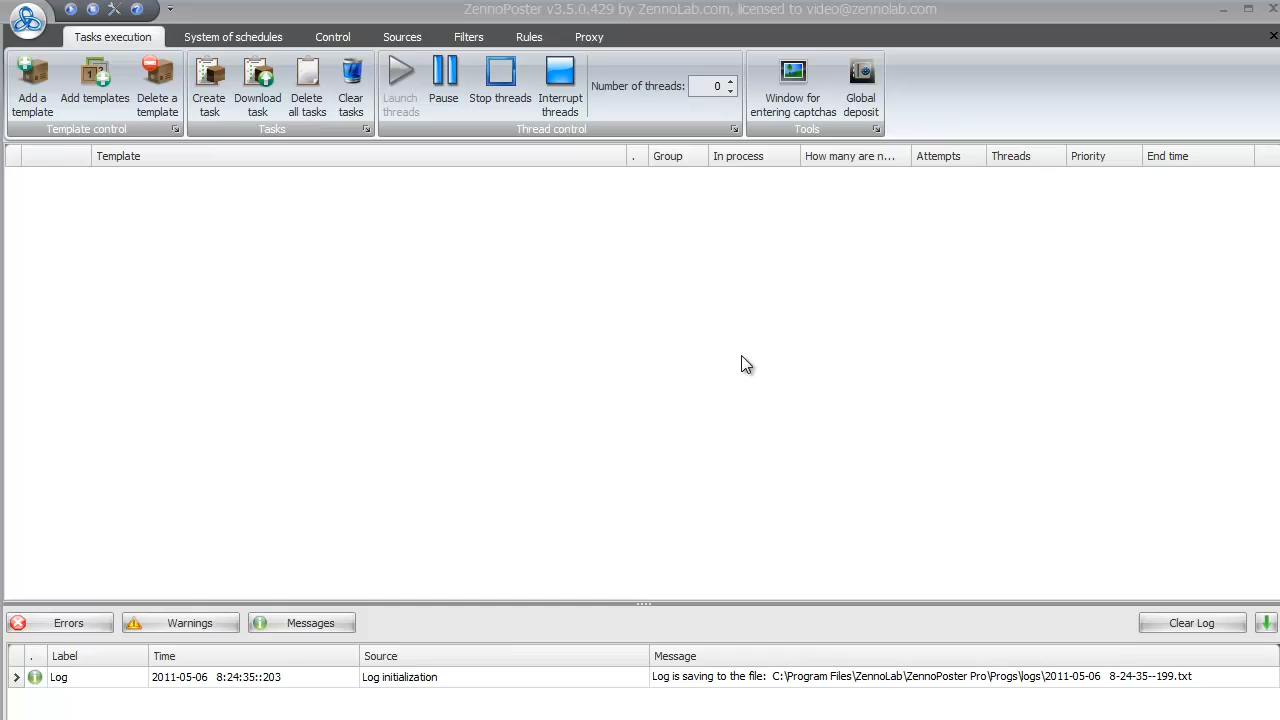 ZennoPoster v3.5.0.429 by ZennoLab.com, licensed to video@zennolab.com
Tasks execution System of schedules Control Sources Filters Rules Proxy
Add a template
Add templates
Delete a template
Create task
Download task
Delete all tasks
Clear tasks
Launch threads
Pause
Stop threads
Interrupt threads
Number of threads: 0
Window for entering captchas
Global deposit
Template control Tasks Thread control Tools
Template . Group In process How many are n... Attempts Threads Priority End time
Errors Warnings Messages Clear Log
. Label Time Source Message
Log 2011-05-06 8:24:35::203 Log initialization Log is saving to the file: C:\Program Files\ZennoLab\ZennoPoster Pro\Progs\logs\2011-05-06 8-24-35--199.txt